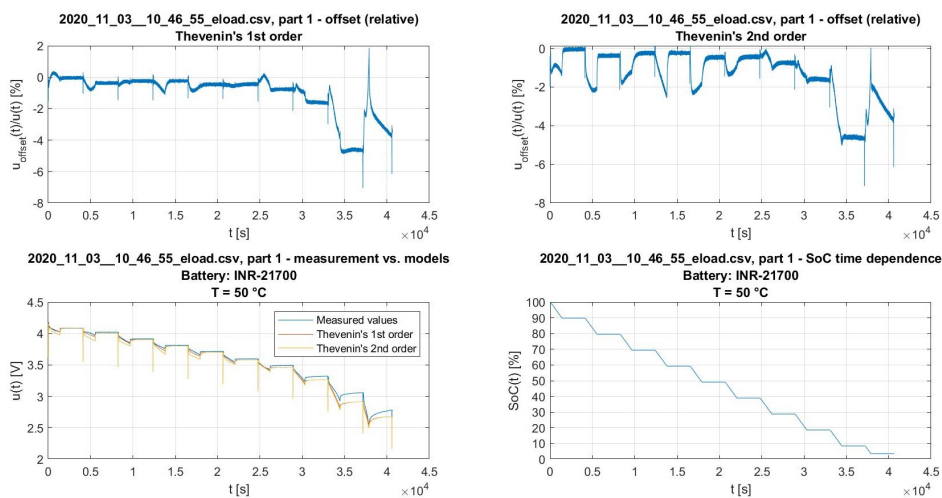 2020_11_03__10_46_55_eload.csv, part 1 - offset (relative)
Thevenin's 1st order
2
0
-2
-4
-6
-8
u_offset(t)/u(t) [%]
0 0.5 1 1.5 2 2.5 3 3.5 4 4.5
t [s]
×10^4
2020_11_03__10_46_55_eload.csv, part 1 - offset (relative)
Thevenin's 2nd order
0
-2
-4
-6
-8
u_offset(t)/u(t) [%]
0 0.5 1 1.5 2 2.5 3 3.5 4 4.5
t [s]
×10^4
2020_11_03__10_46_55_eload.csv, part 1 - measurement vs. models
Battery: INR-21700
T = 50 °C
4.5
4
3.5
3
2.5
2
u(t) [V]
Measured values
Thevenin's 1st order
Thevenin's 2nd order
0 0.5 1 1.5 2 2.5 3 3.5 4 4.5
t [s]
×10^4
2020_11_03__10_46_55_eload.csv, part 1 - SoC time dependence
Battery: INR-21700
T = 50 °C
100
90
80
70
60
50
40
30
20
10
0
SoC(t) [%]
0 0.5 1 1.5 2 2.5 3 3.5 4 4.5
t [s]
×10^4